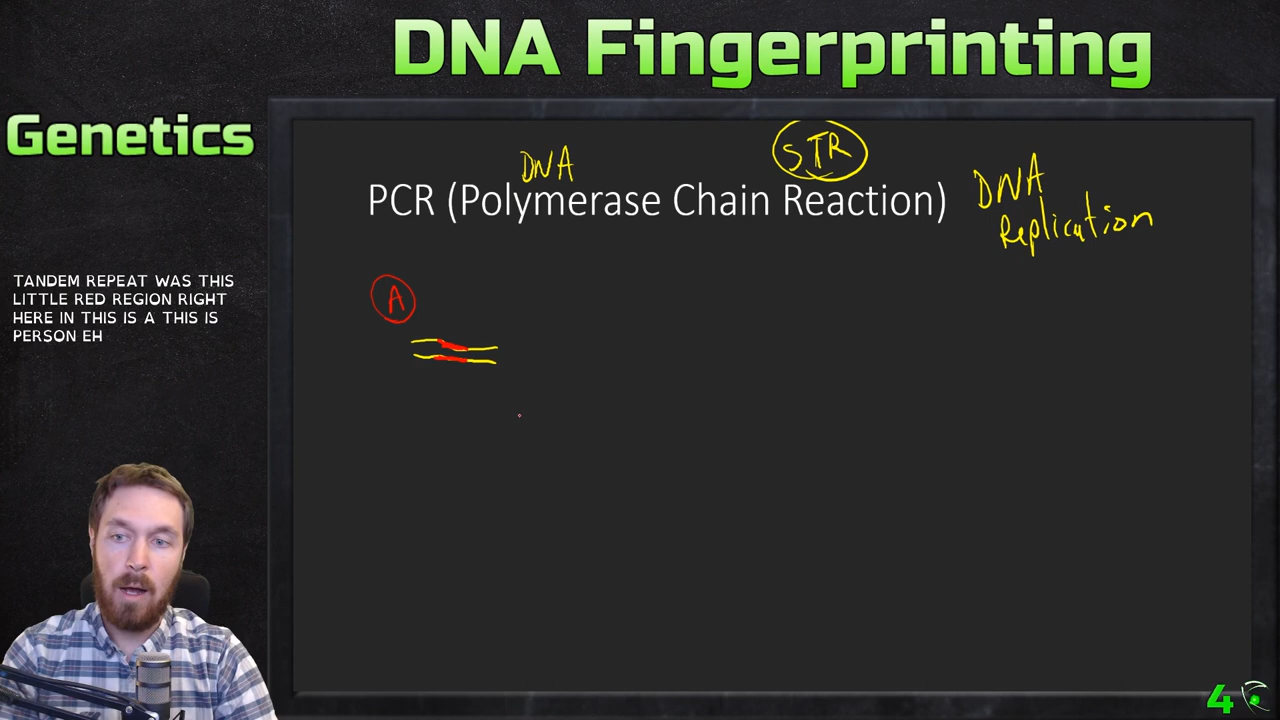 DNA Fingerprinting
Genetics
DNA
STR
PCR (Polymerase Chain Reaction)
DNA
Replication
TANDEM REPEAT WAS THIS
LITTLE RED REGION RIGHT
HERE IN THIS IS A THIS IS
PERSON EH
A
4